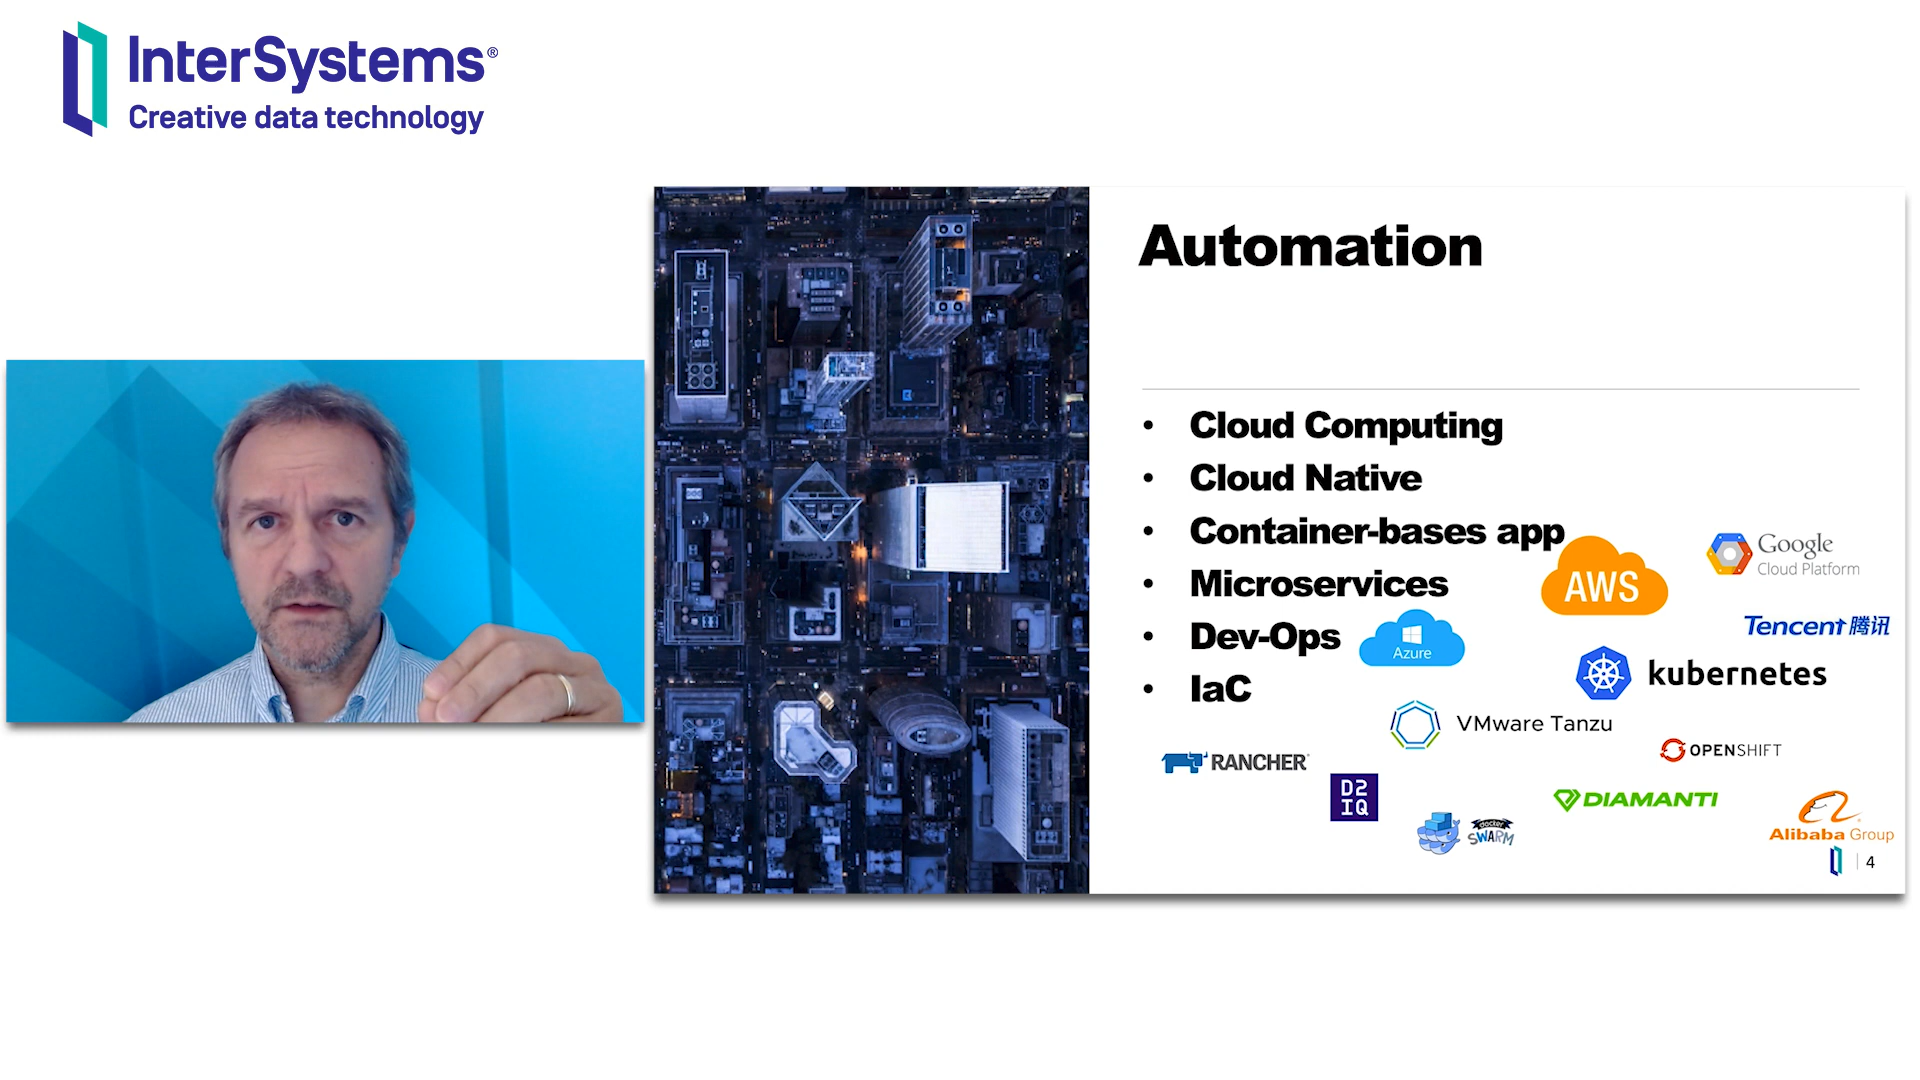 InterSystems®
Creative data technology
Automation
• Cloud Computing
• Cloud Native
• Container-bases app
• Microservices
• Dev-Ops
• IaC
AWS
Google
Cloud Platform
Tencent 腾讯
Azure
kubernetes
VMware Tanzu
OPENSHIFT
RANCHER
D2
IQ
DIAMANTI
docker
SWARM
Alibaba Group
4